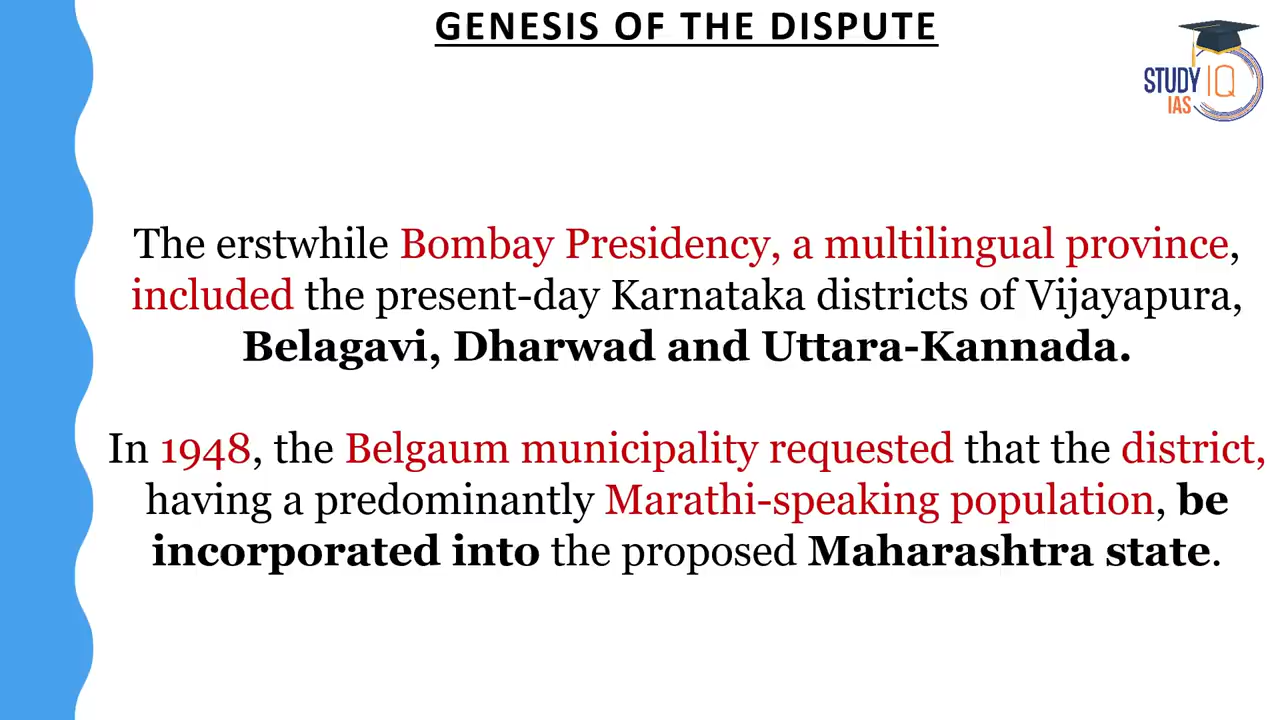 GENESIS OF THE DISPUTE
STUDY IQ
IAS
The erstwhile Bombay Presidency, a multilingual province,
included the present-day Karnataka districts of Vijayapura,
Belagavi, Dharwad and Uttara-Kannada.
In 1948, the Belgaum municipality requested that the district,
having a predominantly Marathi-speaking population, be
incorporated into the proposed Maharashtra state.